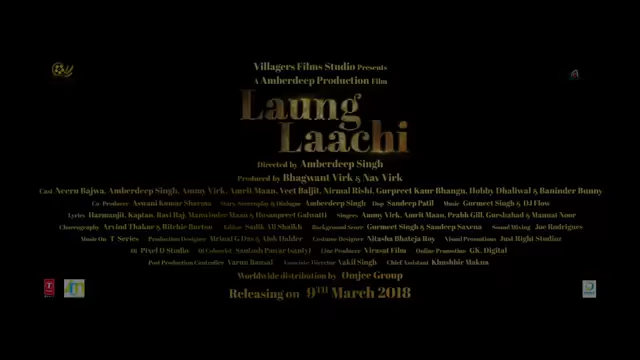 Villagers Films Studio Presents
A Amberdeep Production Film
Laung
Laachi
Directed by Amberdeep Singh
Produced by Bhagwant Virk & Nav Virk
Cast Neeru Bajwa, Amberdeep Singh, Ammy Virk, Amrit Maan, Veet Baljit, Nirmal Rishi, Gurpreet Kaur Bhangu, Hobby Dhaliwal & Baninder Bunny
Co Producer Aswani Kumar Sharma Story, Screenplay & Dialogue Amberdeep Singh Dop Sandeep Patil Music Gurmeet Singh & DJ Flow
Lyrics Harmanjit, Kaptan, Ravi Raj, Manwinder Maan & Singers Ammy Virk, Amrit Maan, Prabh Gill, Gurshabad & Mannat Noor
Choreography Arvind Thakur & Ritchie Burton Editor Sadik Ali Shaikh Background Score Gurmeet Singh & Sandeep Saxena Sound Mixing Joe Rodrigues
Music On T Series Production Designer & Costume Designer Nitasha Bhateja Roy Visual Promotions Just Right Studioz
DI Pixel D Studio DI Colourist Santosh Pawar Line Producer Virasat Film Online Promotion GK. Digital
Post Production Controller Varun Bansal Associate Director Vakil Singh Chief Assistant Khushbir Makna
Worldwide distribution by Omjee Group
Releasing on 9TH March 2018